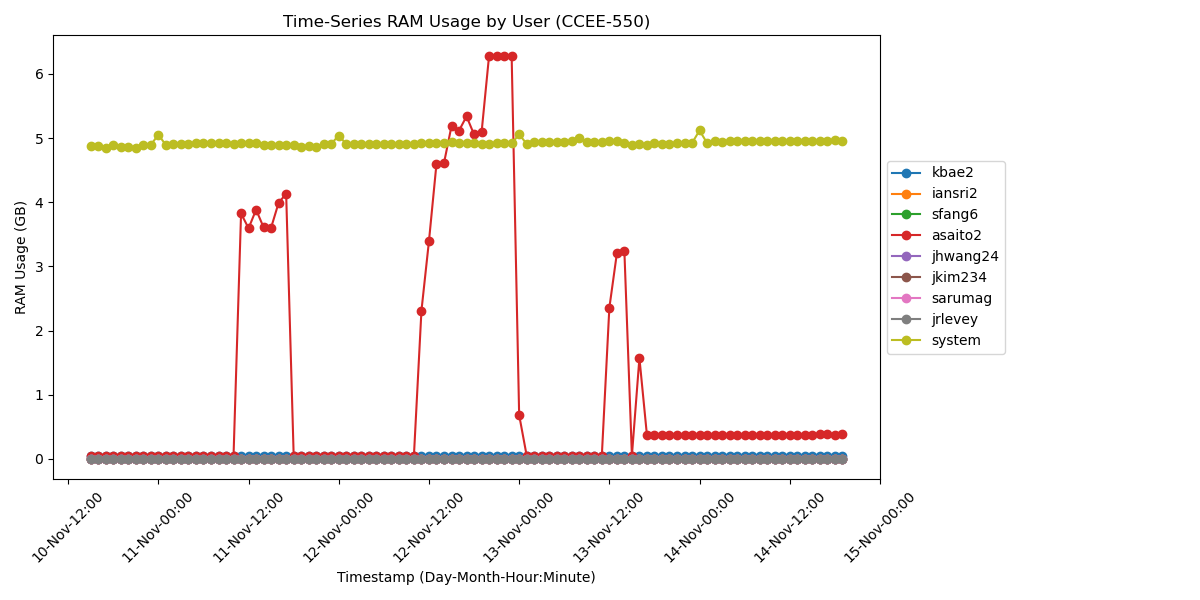 Time-Series RAM Usage by User (CCEE-550)
RAM Usage (GB)
6
5
4
3
2
1
0
10-Nov-12:00
11-Nov-00:00
11-Nov-12:00
12-Nov-00:00
12-Nov-12:00
13-Nov-00:00
13-Nov-12:00
14-Nov-00:00
14-Nov-12:00
15-Nov-00:00
Timestamp (Day-Month-Hour:Minute)
kbae2
iansri2
sfang6
asaito2
jhwang24
jkim234
sarumag
jrlevey
system